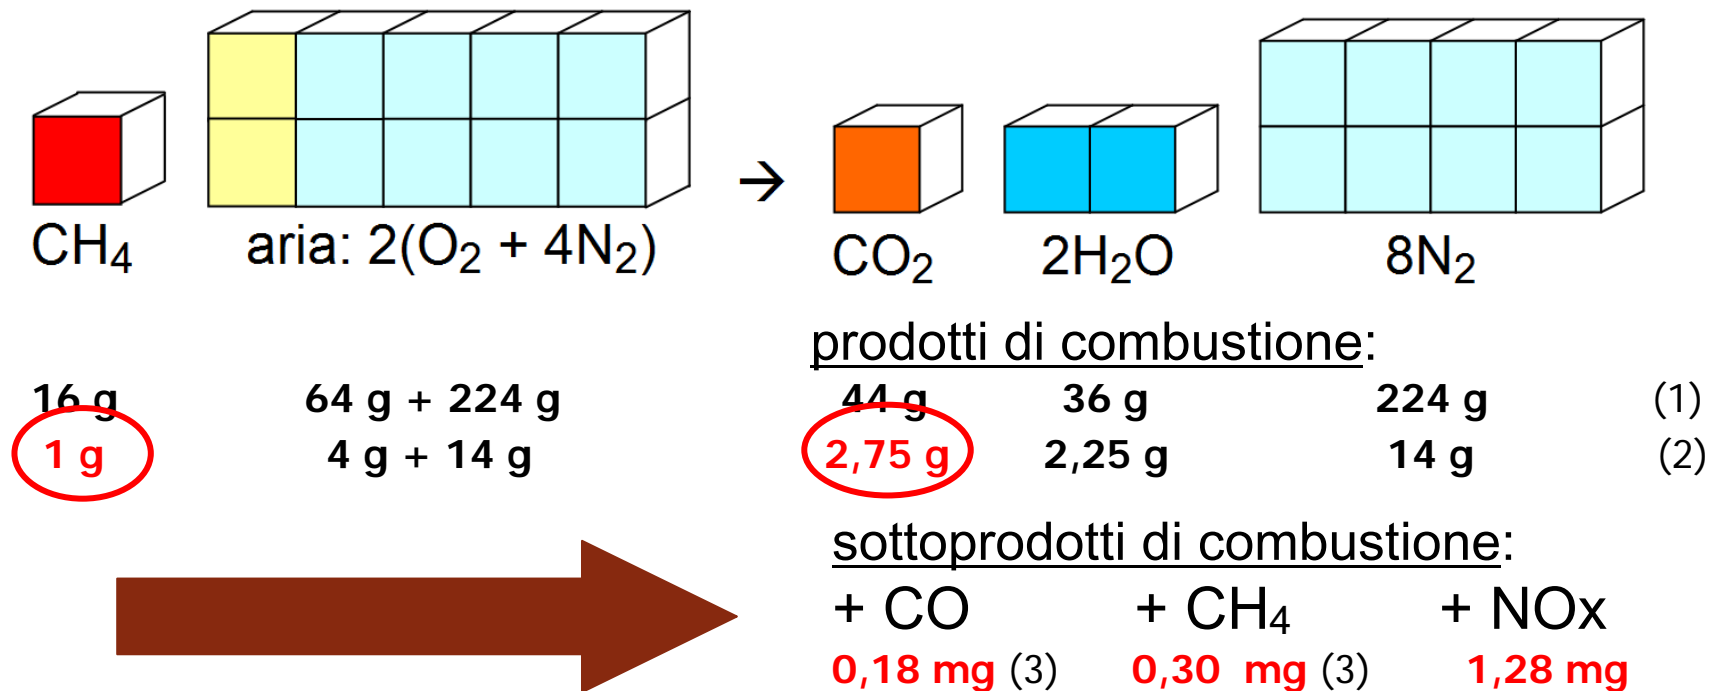 CH₄ aria: 2(O₂ + 4N₂) → CO₂ 2H₂O 8N₂
prodotti di combustione:
16 g 64 g + 224 g 44 g 36 g 224 g (1)
1 g 4 g + 14 g 2,75 g 2,25 g 14 g (2)
sottoprodotti di combustione:
+ CO + CH₄ + NOx
0,18 mg (3) 0,30 mg (3) 1,28 mg